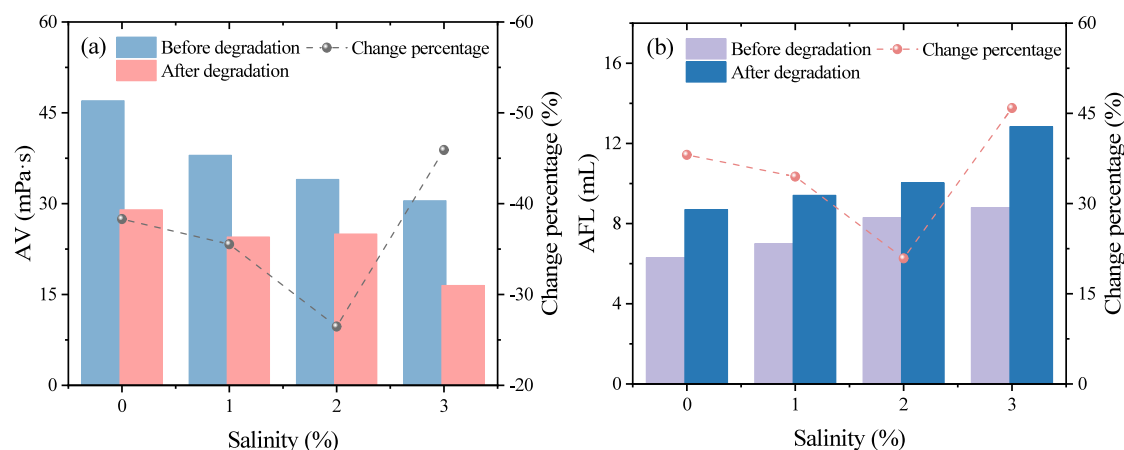 (a)
Before degradation
Change percentage
After degradation
AV (mPa·s)
60
45
30
15
0
-60
-50
-40
-30
-20
Change percentage (%)
0 1 2 3
Salinity (%)
(b)
Before degradation
Change percentage
After degradation
AFL (mL)
16
12
8
4
0
60
45
30
15
0
Change percentage (%)
0 1 2 3
Salinity (%)